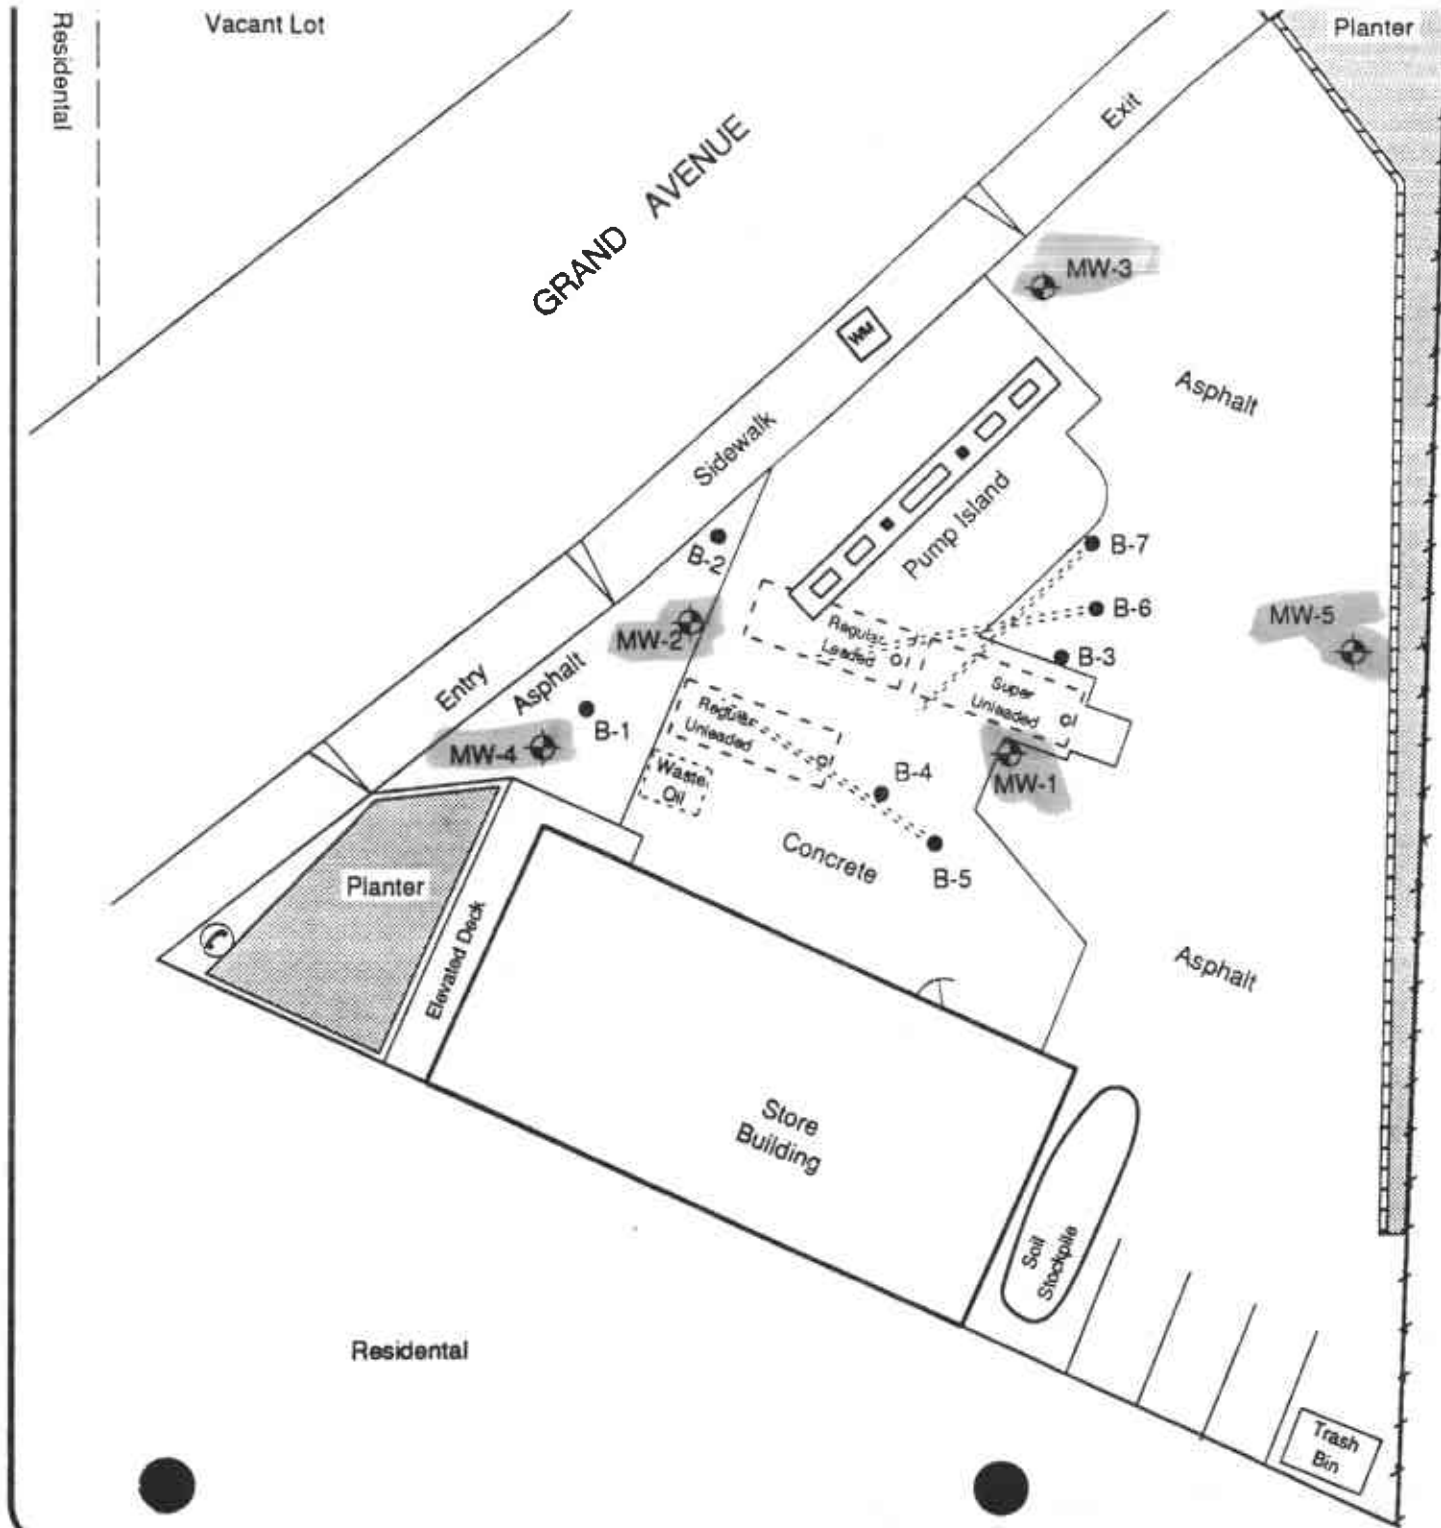 Residental
Vacant Lot
Planter
Exit
GRAND AVENUE
MW-3
WM
Asphalt
Sidewalk
Pump Island
B-2
B-7
B-6
MW-5
MW-2
Regular
Leaded
B-3
Super
Unleaded
Entry
Asphalt
B-1
Regular
Unleaded
MW-4
Waste
Oil
B-4
MW-1
Concrete
B-5
Planter
Elevated Deck
Asphalt
Store
Building
Soil
Stockpile
Residental
Trash
Bin